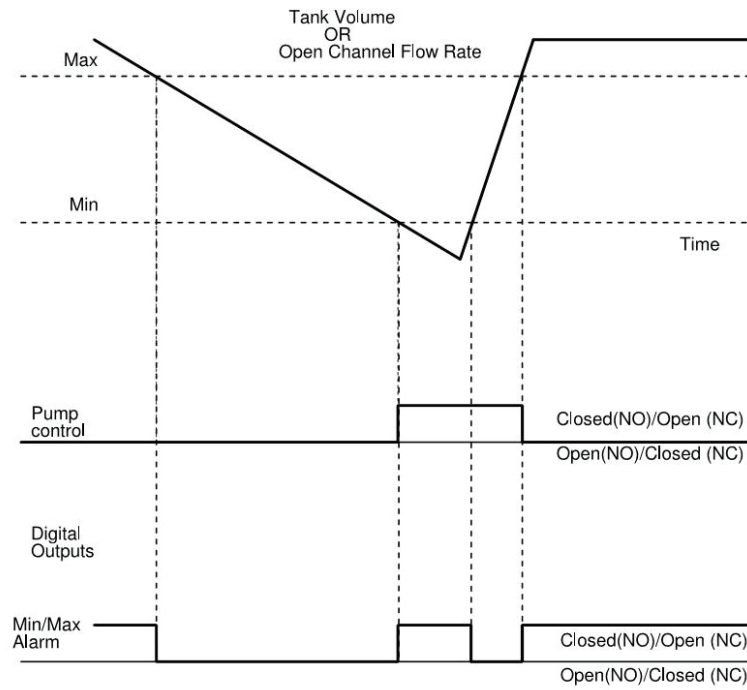 Tank Volume
OR
Open Channel Flow Rate
Max
Min
Time
Pump
control
Closed(NO)/Open (NC)
Open(NO)/Closed (NC)
Digital
Outputs
Min/Max
Alarm
Closed(NO)/Open (NC)
Open(NO)/Closed (NC)